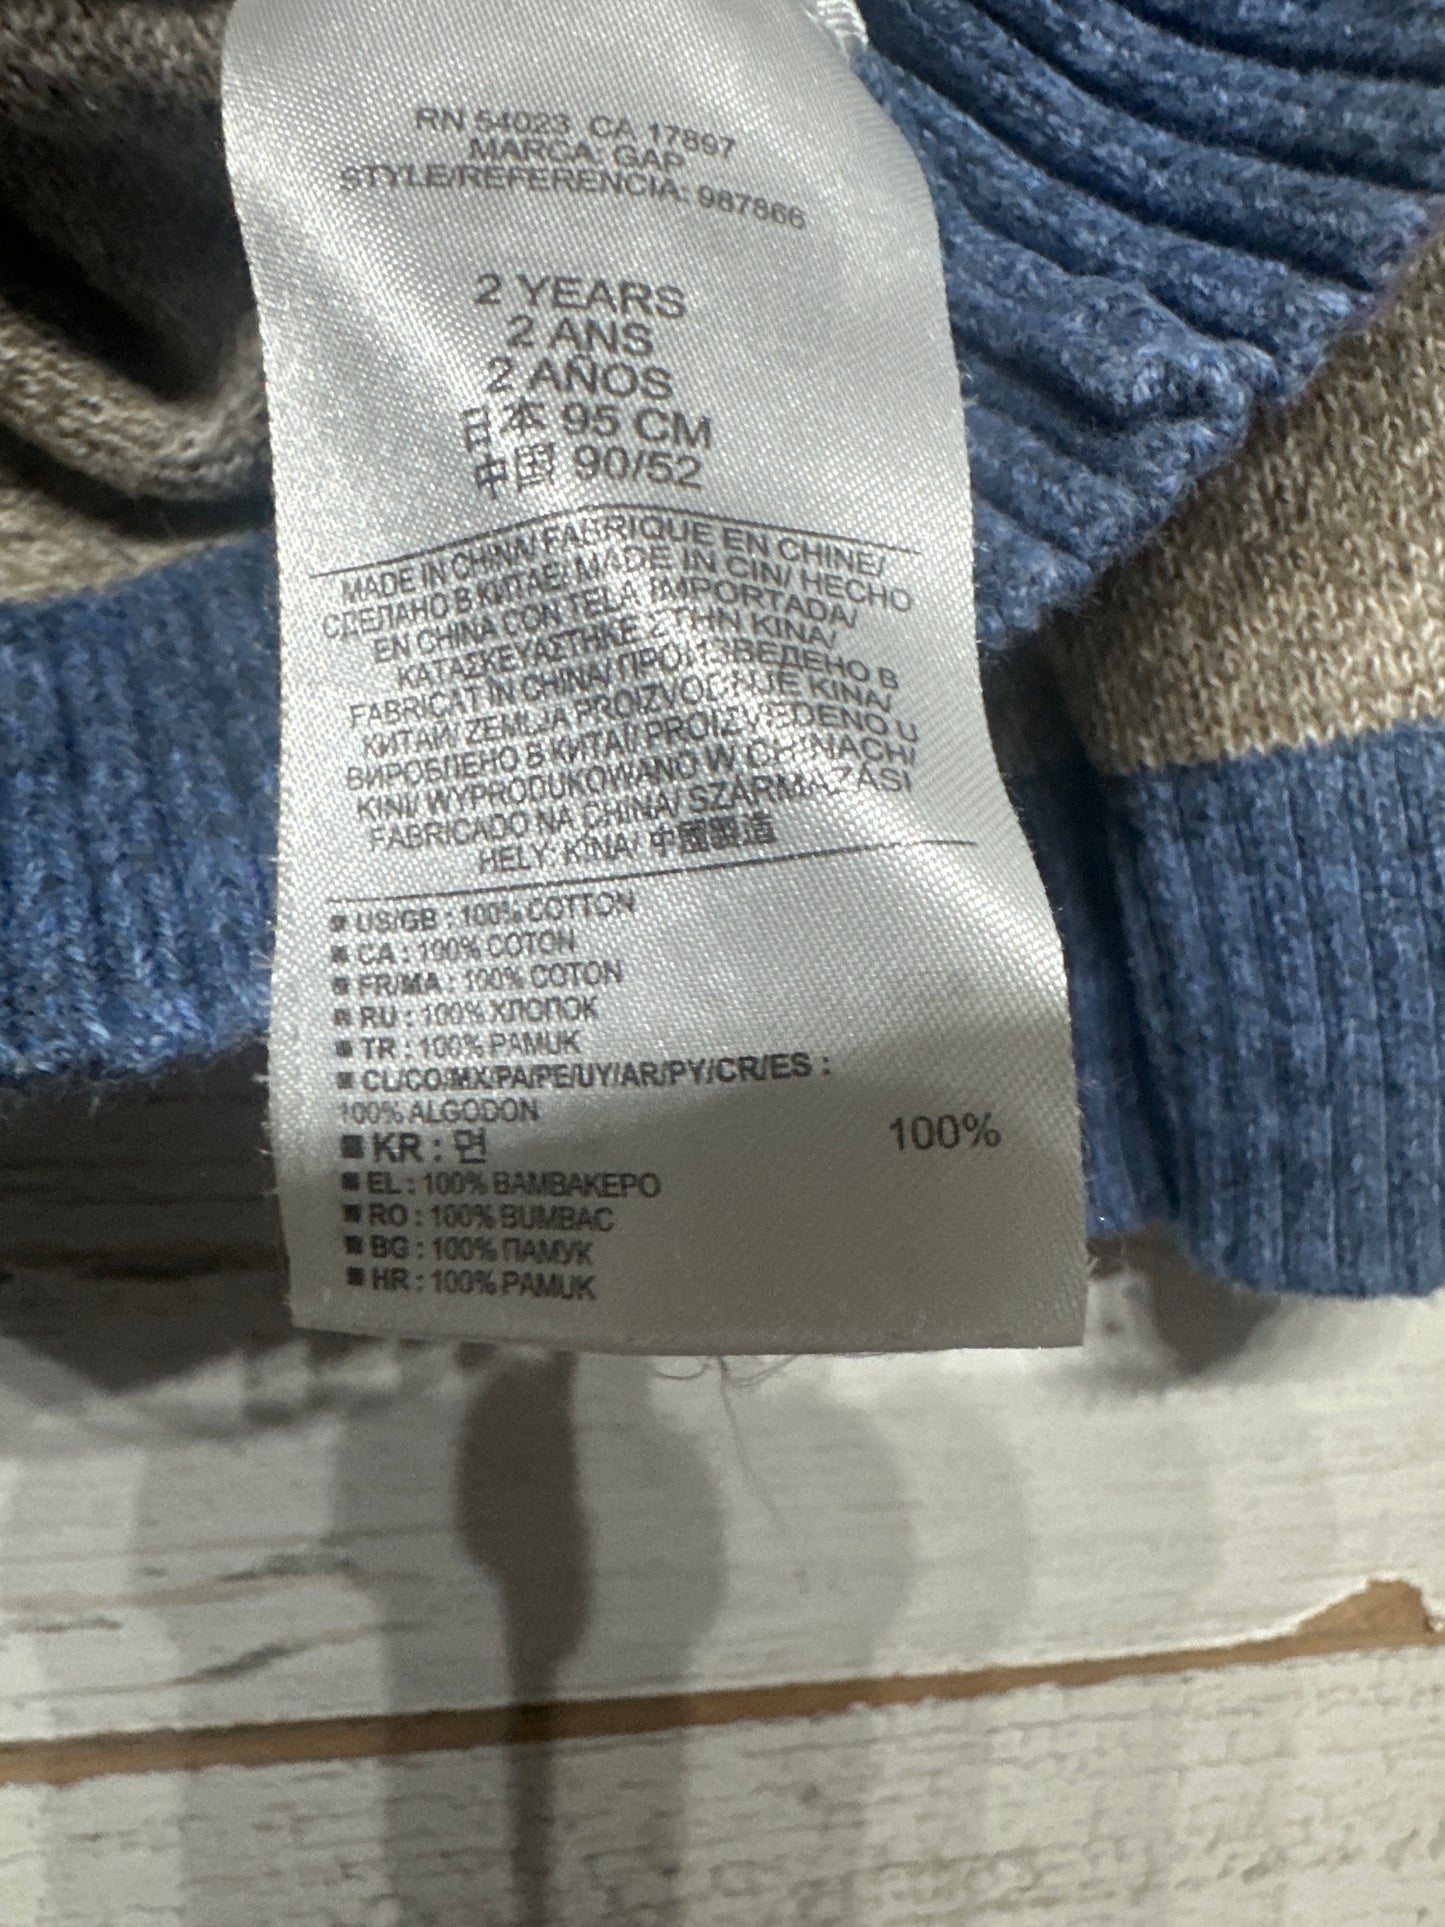 RN 54023 CA 17897
MARCA: GAP
STYLE/REFERENCIA: 987866
2 YEARS
2 ANS
2 AÑOS
日本 95 CM
中国 90/52
MADE IN CHINA/ FABRIQUE EN CHINE/
СДЕЛАНО В КИТАЕ/ MADE IN CIN/ HECHO
EN CHINA CON TELA IMPORTADA/
ΚΑΤΑΣΚΕΥΑΣΤΗΚΕ ΣΤΗΝ ΚΙΝΑ/
FABRICAT IN CHINA/ ПРОИЗВЕДЕНО В
КИТАЙ/ ZEMLJA PROIZVODNJE KINA/
ВИРОБЛЕНО В КИТАЇ/ PROIZVEDENO U
KINI/ WYPRODUKOWANO W CHINACH/
FABRICADO NA CHINA/ SZÁRMAZÁSI
HELY: KÍNA/ 中國製造
US/GB : 100% COTTON
CA : 100% COTON
FR/MA : 100% COTON
RU : 100% ХЛОПОК
TR : 100% PAMUK
CL/CO/MX/PA/PE/UY/AR/PY/CR/ES :
100% ALGODON
KR : 면 100%
EL : 100% ΒΑΜΒΑΚΕΡΟ
RO : 100% BUMBAC
BG : 100% ПАМУК
HR : 100% PAMUK